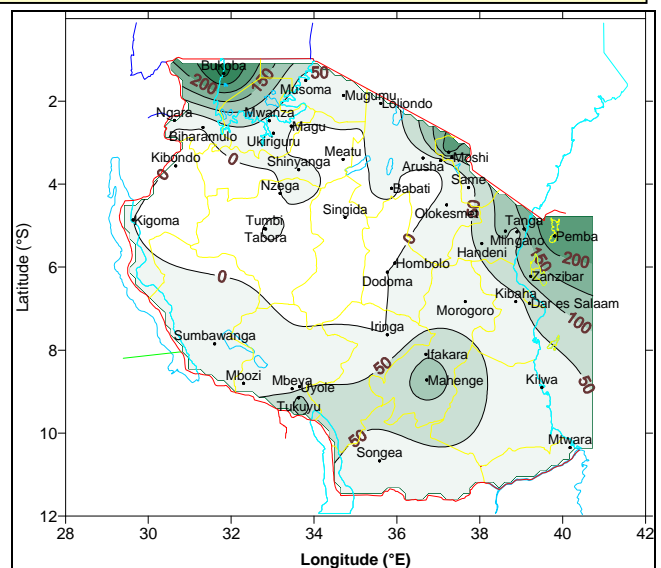 Bukoba
200
150
50
Musoma
Mugumu
Loliondo
2
Ngara
Mwanza
Magu
Biharamulo
Ukiriguru
Kibondo
0
0
Shinyanga
Meatu
Arusha
Moshi
4
Nzega
Babati
Same
Kigoma
Tumbi
Tabora
Singida
Olokesmet
50
Tanga
Mlingano
Pemba
150
200
0
Handeni
6
0
Hombolo
Dodoma
Zanzibar
Kibaha
Dar es Salaam
Morogoro
100
Iringa
Sumbawanga
8
50
Ifakara
Mbozi
Mbeya
Uyole
Mahenge
Kilwa
50
Tukuyu
10
50
Songea
Mtwara
12
28
30
32
34
36
38
40
42
Latitude (°S)
Longitude (°E)